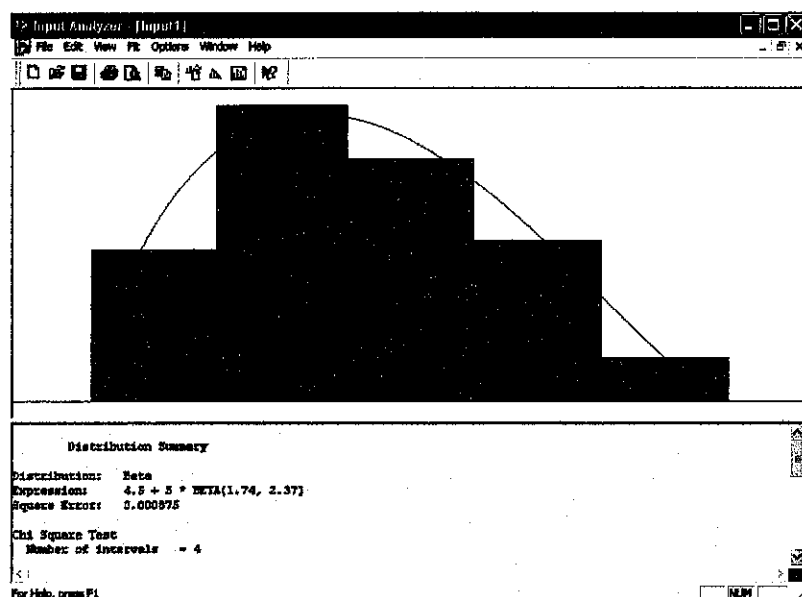 Input Analyzer - [Input1]
File Edit View Fit Options Window Help
Distribution Summary
Distribution: Beta
Expression: 4.5 + 5 * BETA(1.74, 2.37)
Square Error: 0.000875
Chi Square Test
Number of intervals = 4
For Help, press F1
NUM